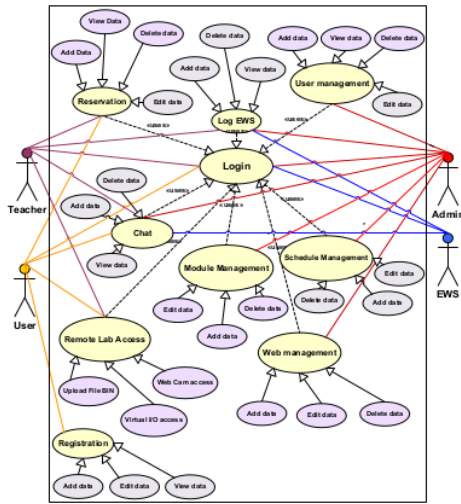 View Data
Add Data
Delete data
Edit data
Reservation
Delete data
Add data
View data
Log EWS
Add data
View data
Delete data
User management
Edit data
<uses>
<uses>
<uses>
Login
Teacher
Admin
Delete data
Add data
<uses>
Chat
View data
<uses>
EWS
User
Module Management
Edit data
Add data
Delete data
Schedule Management
Edit data
Delete data
Add data
Remote Lab Access
Upload File BIN
Web Cam access
Virtual I/O access
Web management
Add data
Edit data
Delete data
Registration
Add data
Edit data
View data